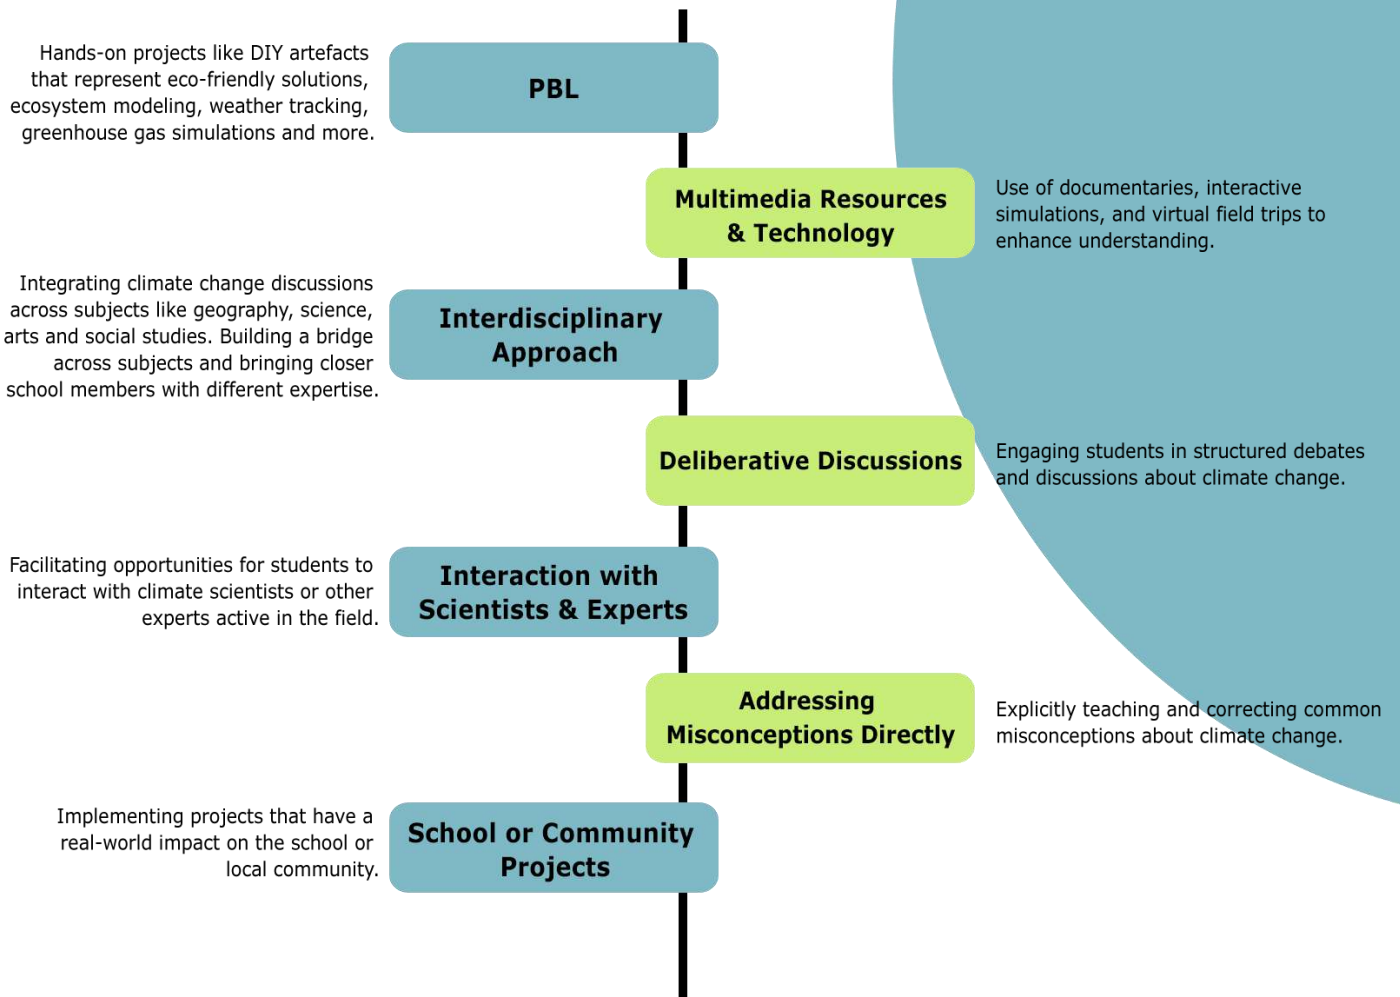 Hands-on projects like DIY artefacts
that represent eco-friendly solutions,
ecosystem modeling, weather tracking,
greenhouse gas simulations and more.
PBL
Multimedia Resources
& Technology
Use of documentaries, interactive
simulations, and virtual field trips to
enhance understanding.
Integrating climate change discussions
across subjects like geography, science,
arts and social studies. Building a bridge
across subjects and bringing closer
school members with different expertise.
Interdisciplinary
Approach
Deliberative Discussions
Engaging students in structured debates
and discussions about climate change.
Facilitating opportunities for students to
interact with climate scientists or other
experts active in the field.
Interaction with
Scientists & Experts
Addressing
Misconceptions Directly
Explicitly teaching and correcting common
misconceptions about climate change.
Implementing projects that have a
real-world impact on the school or
local community.
School or Community
Projects